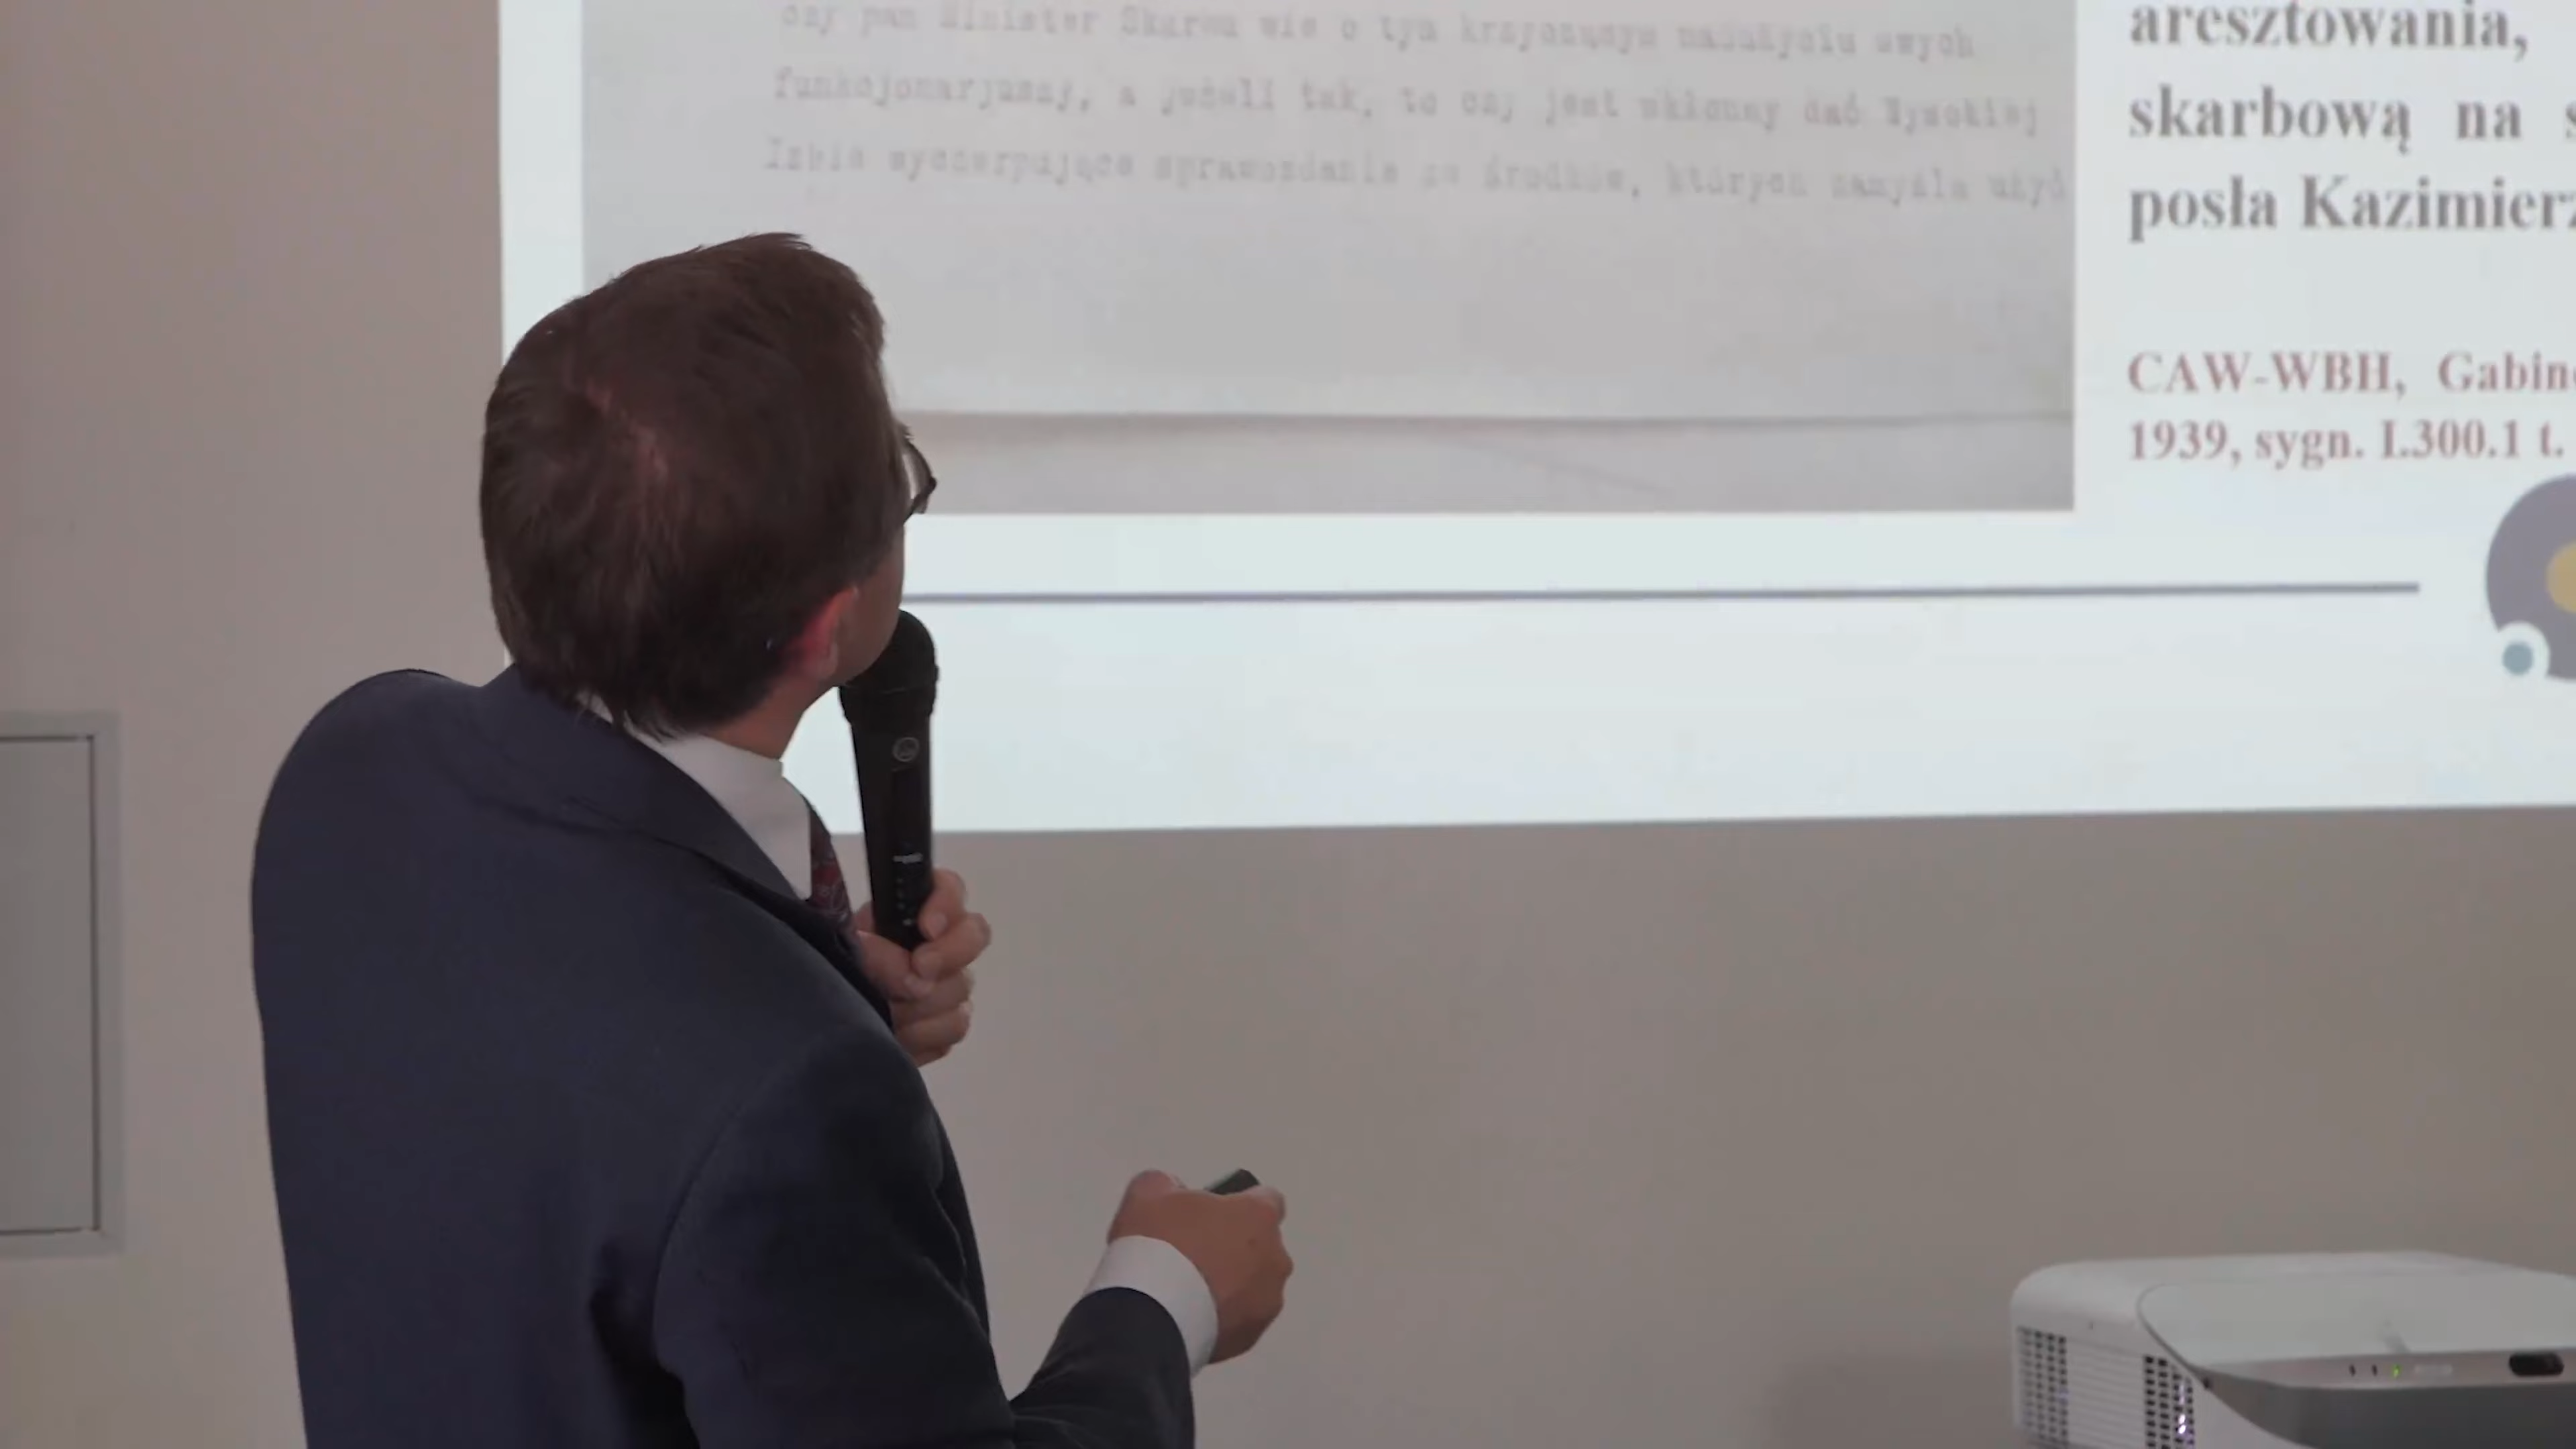 czy pan Minister Skarbu wie o tym krzyczącym nadużyciu swych
funkcjonarjuszy, a jeżeli tak, to czy jest skłonny dać Wysokiej
Izbie wyczerpujące sprawozdanie ze środków, których zamyśla użyć
aresztowania,
skarbową na s
posła Kazimierz
CAW-WBH, Gabine
1939, sygn. I.300.1 t.